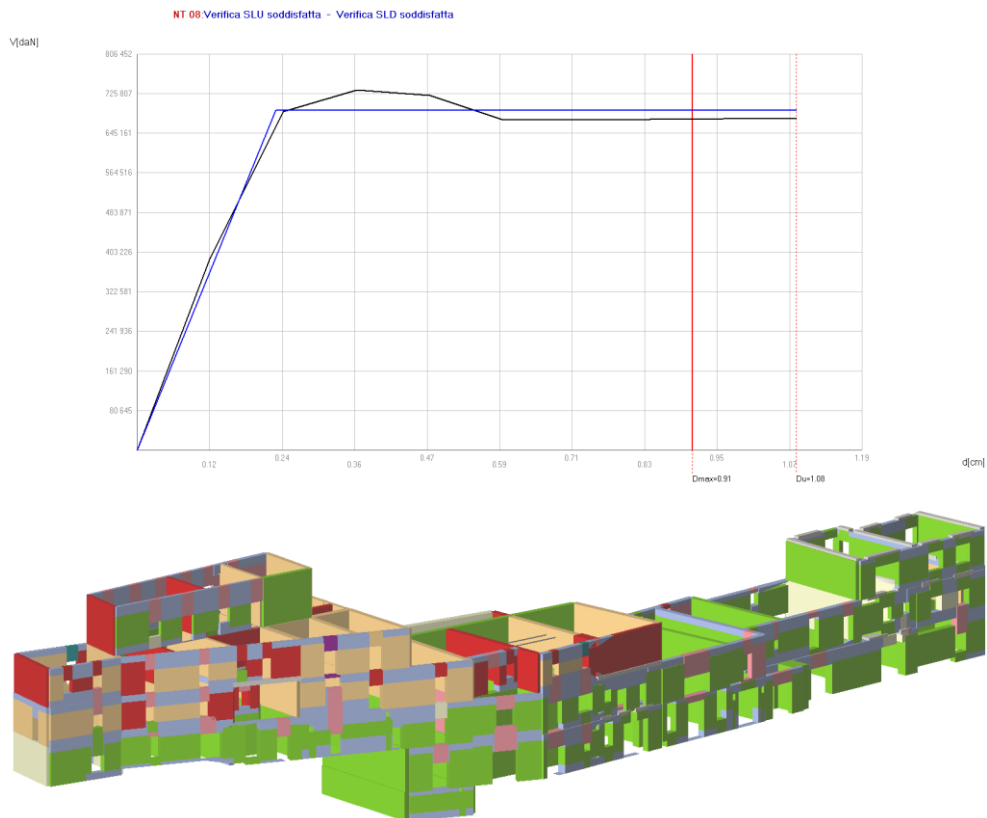 NT 08:Verifica SLU soddisfatta - Verifica SLD soddisfatta
V[daN]
806 452
725 807
645 161
564 516
483 871
403 226
322 581
241 936
161 290
80 645
0.12 0.24 0.36 0.47 0.59 0.71 0.83 0.95 1.07 1.19
d[cm]
Dmax=0.91 Du=1.08